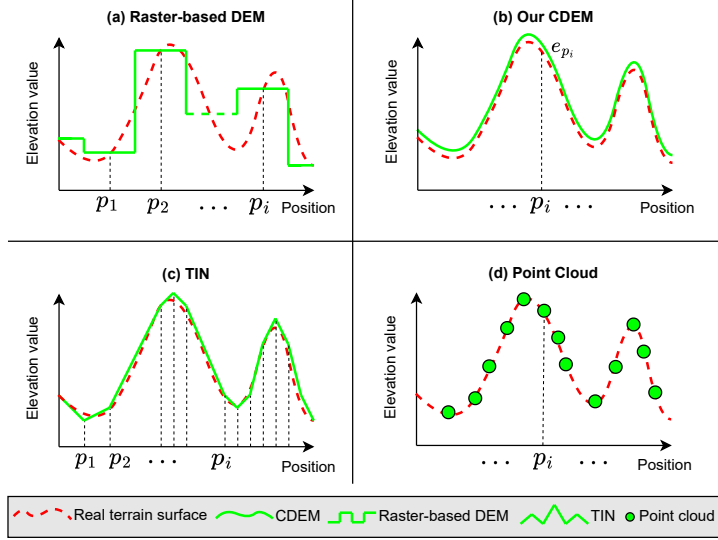 (a) Raster-based DEM
Elevation value
p₁ p₂ ... pᵢ Position
(b) Our CDEM
Elevation value
e_{pᵢ}
... pᵢ ... Position
(c) TIN
Elevation value
p₁ p₂ ... pᵢ Position
(d) Point Cloud
Elevation value
... pᵢ ... Position
Real terrain surface CDEM Raster-based DEM TIN Point cloud